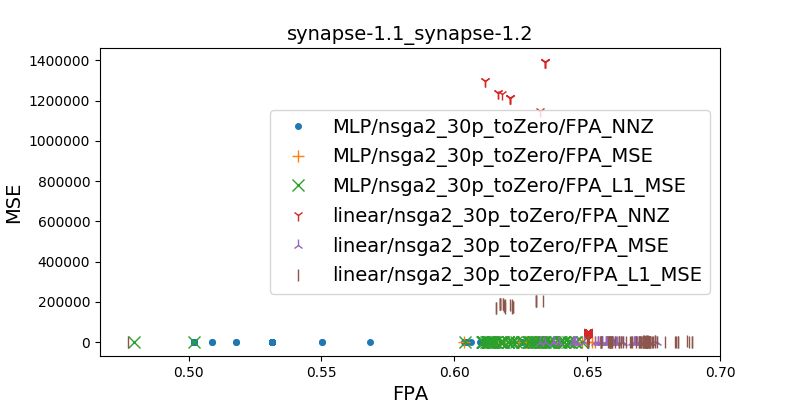 synapse-1.1_synapse-1.2
1400000
1200000
1000000
800000
600000
400000
200000
0
MSE
MLP/nsga2_30p_toZero/FPA_NNZ
MLP/nsga2_30p_toZero/FPA_MSE
MLP/nsga2_30p_toZero/FPA_L1_MSE
linear/nsga2_30p_toZero/FPA_NNZ
linear/nsga2_30p_toZero/FPA_MSE
linear/nsga2_30p_toZero/FPA_L1_MSE
0.50 0.55 0.60 0.65 0.70
FPA